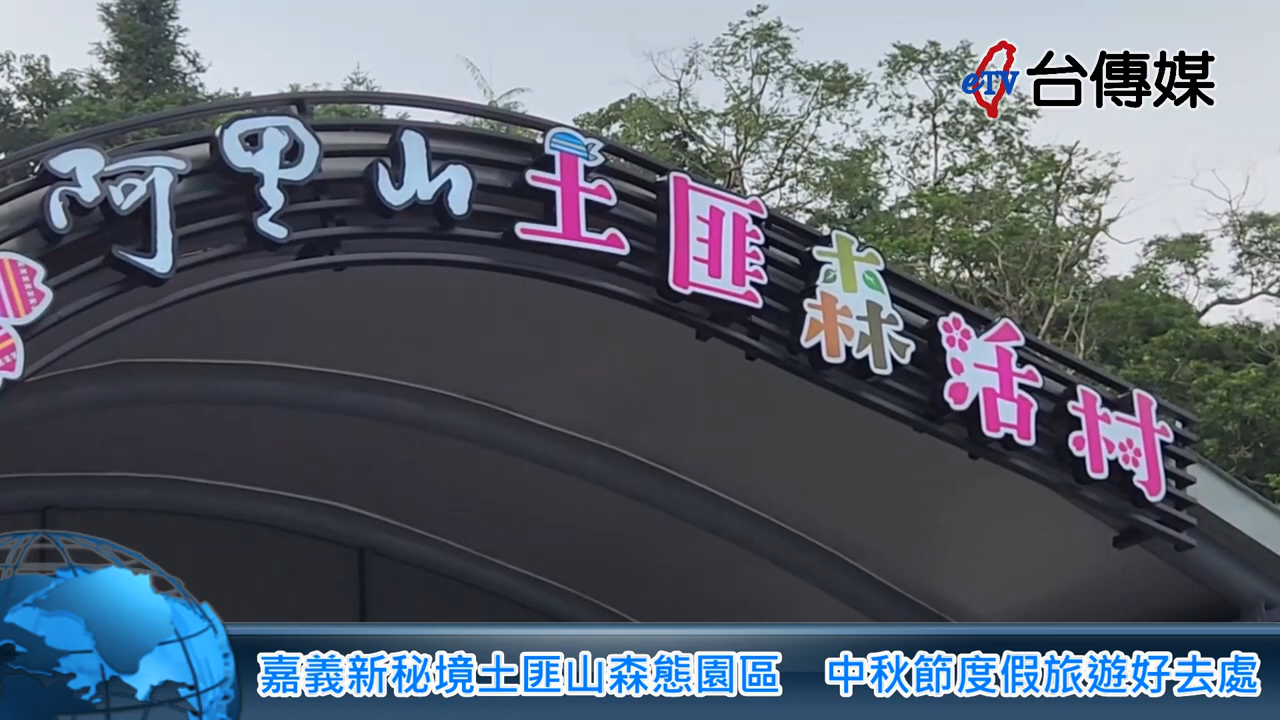 eTV 台傳媒
阿里山土匪森活村
嘉義新秘境土匪山森態園區 中秋節度假旅遊好去處